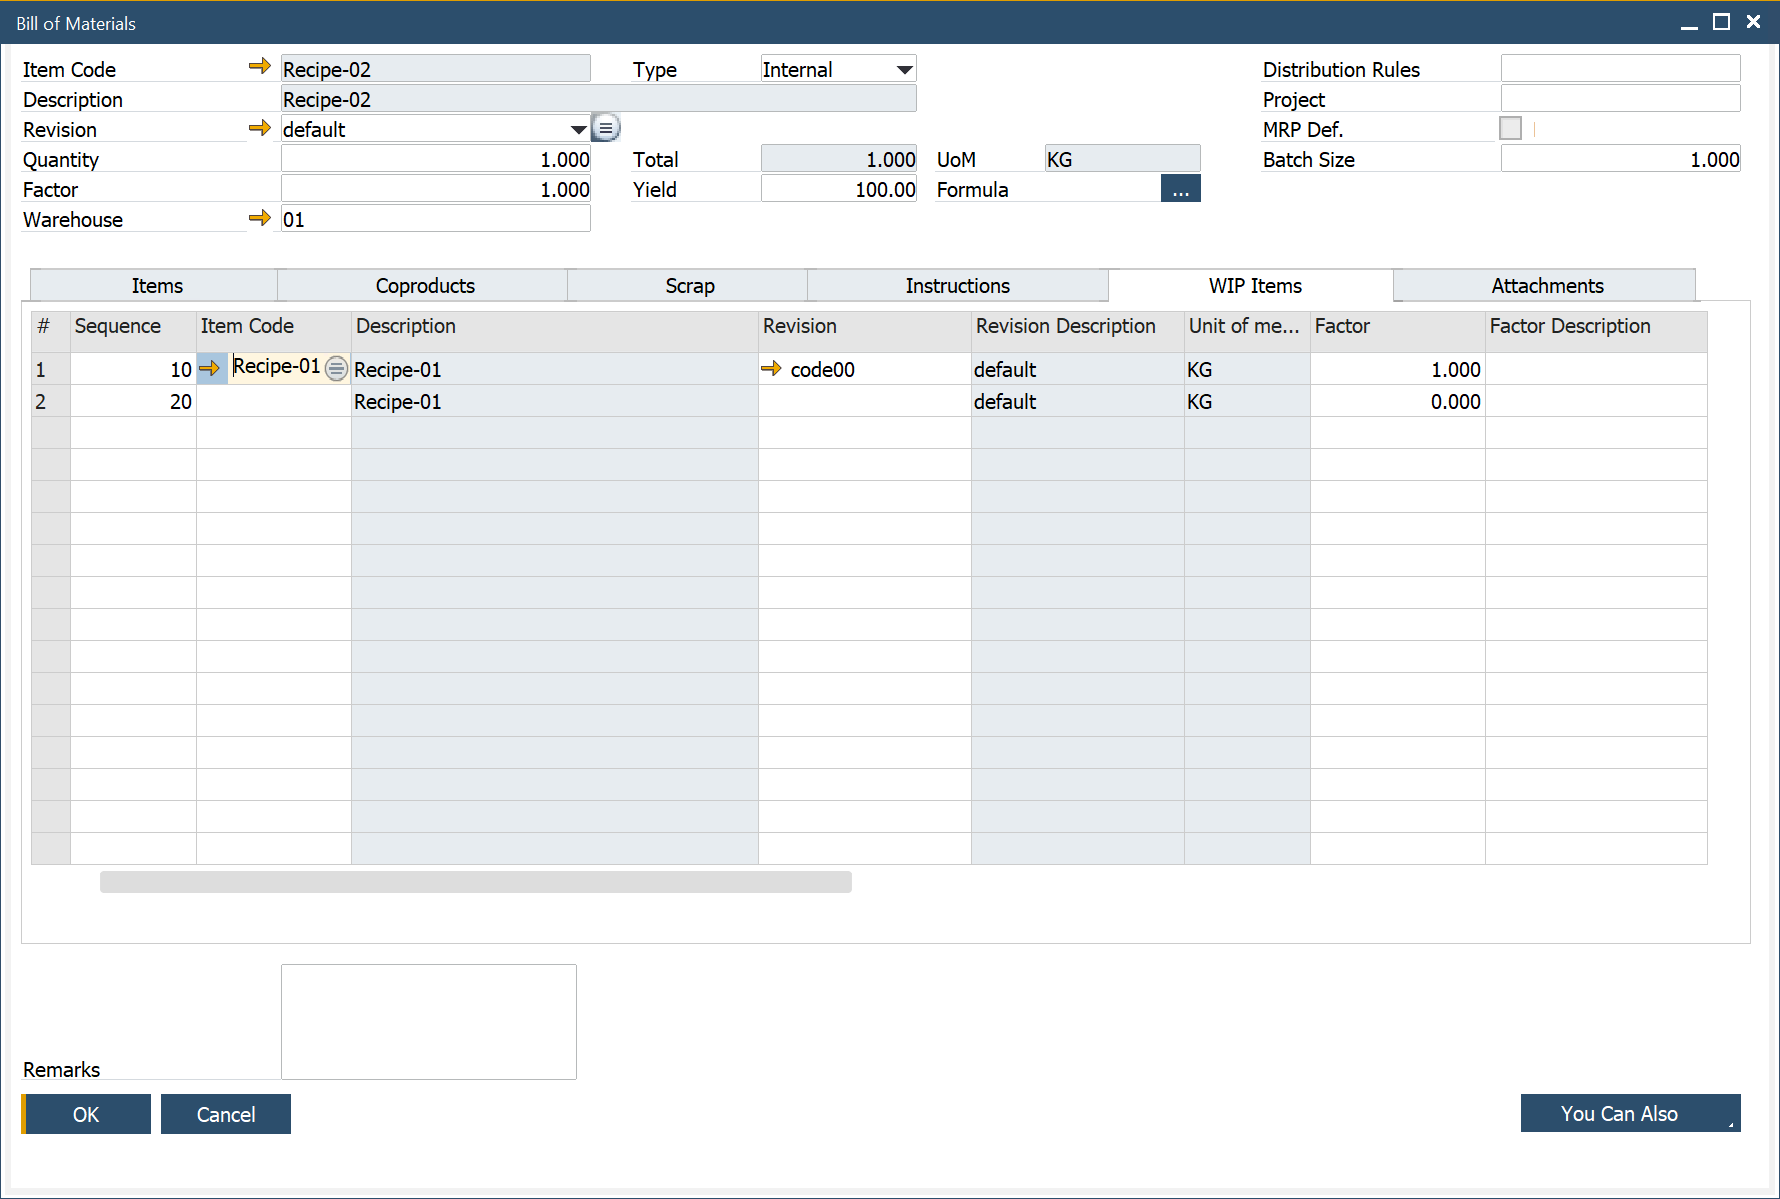 Bill of Materials
Item Code Recipe-02 Type Internal Distribution Rules
Description Recipe-02 Project
Revision default MRP Def.
Quantity 1.000 Total 1.000 UoM KG Batch Size 1.000
Factor 1.000 Yield 100.00 Formula ...
Warehouse 01
Items Coproducts Scrap Instructions WIP Items Attachments
# Sequence Item Code Description Revision Revision Description Unit of me... Factor Factor Description
1 10 Recipe-01 Recipe-01 code00 default KG 1.000
2 20 Recipe-01 default KG 0.000
Remarks
OK Cancel You Can Also